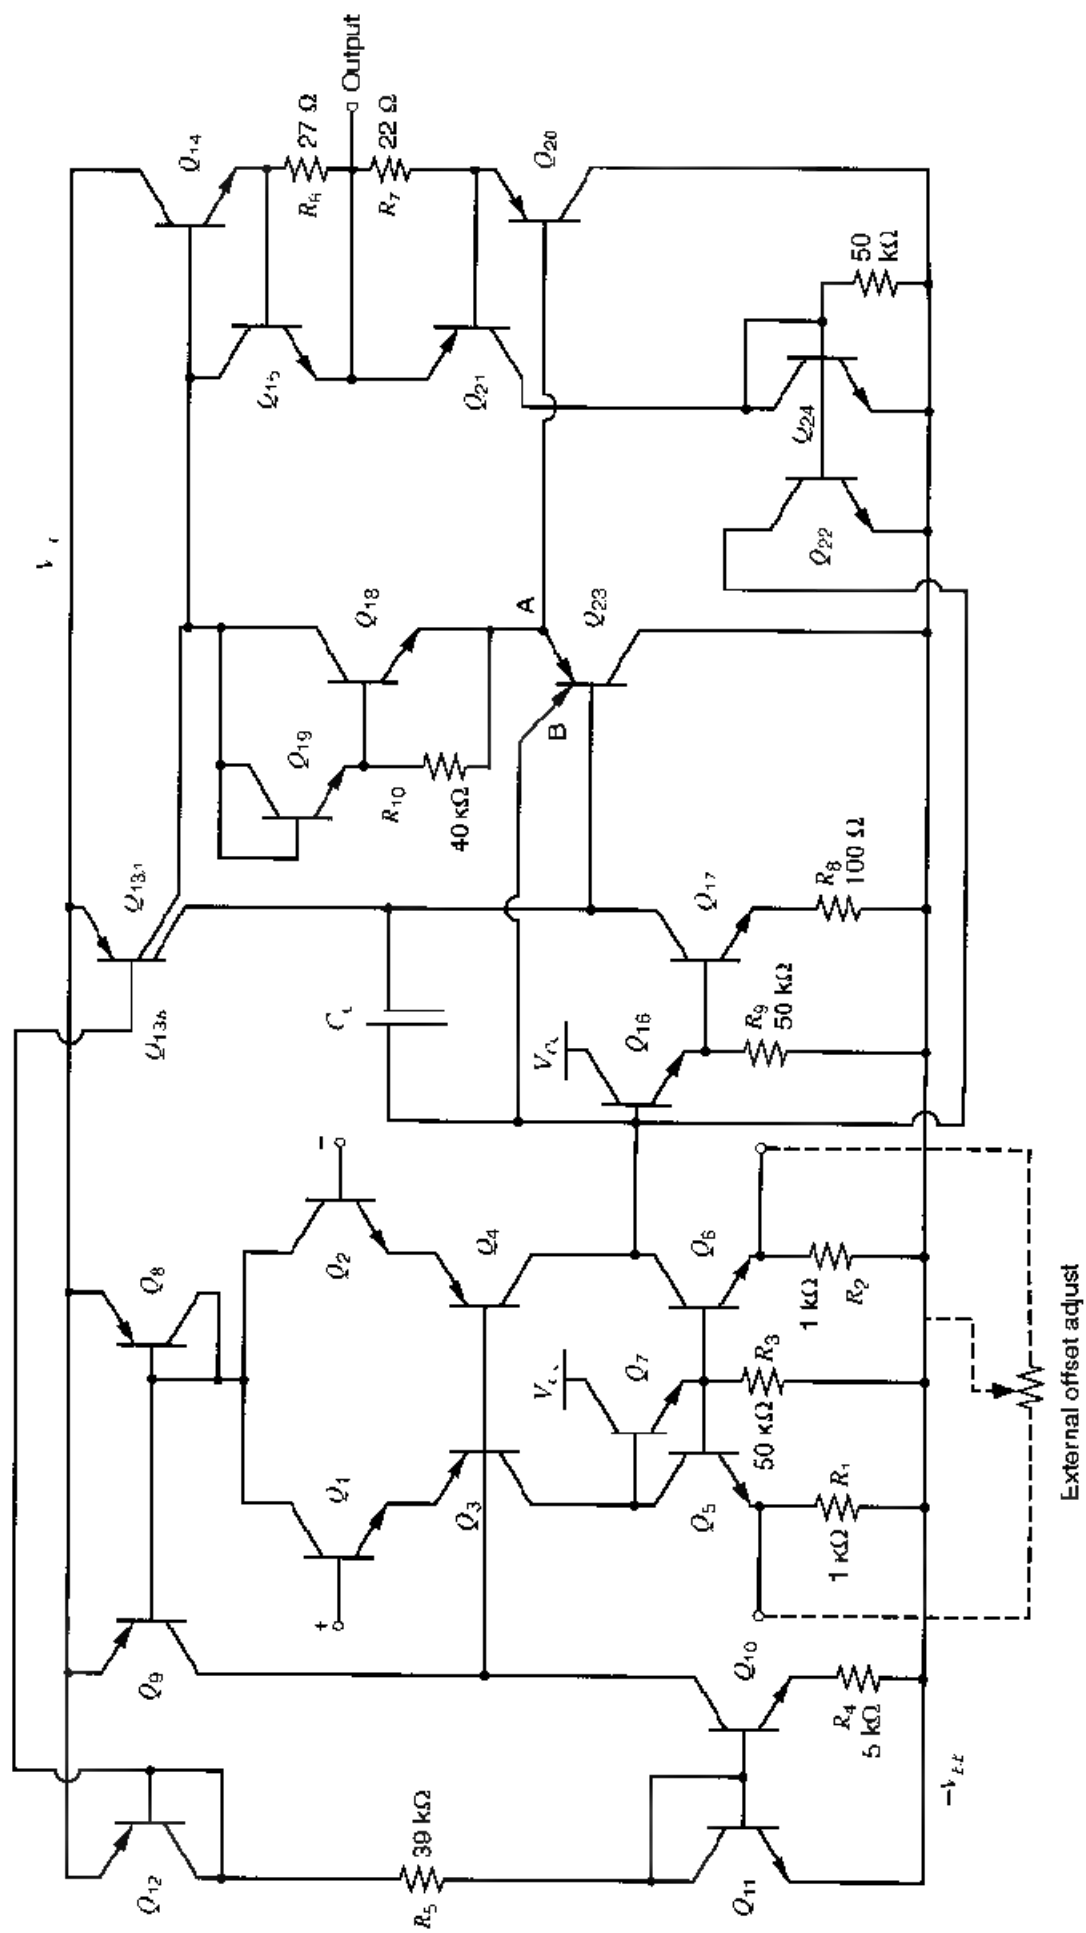 Q12
Q9
Q8
Q13A
Q13.1
Q14
Q1
Q2
Q19
Q18
Q15
R6
27 Ω
Output
R7
22 Ω
Q3
Q4
R5
39 kΩ
R10
40 kΩ
Q21
Q20
A
B
Q23
Q7
Q16
Q5
Q6
Q17
Q10
Q11
R9
50 kΩ
R8
100 Ω
Q22
Q24
50
kΩ
R4
5 kΩ
1 kΩ
R1
50 kΩ
R3
1 kΩ
R2
+
−
External offset adjust